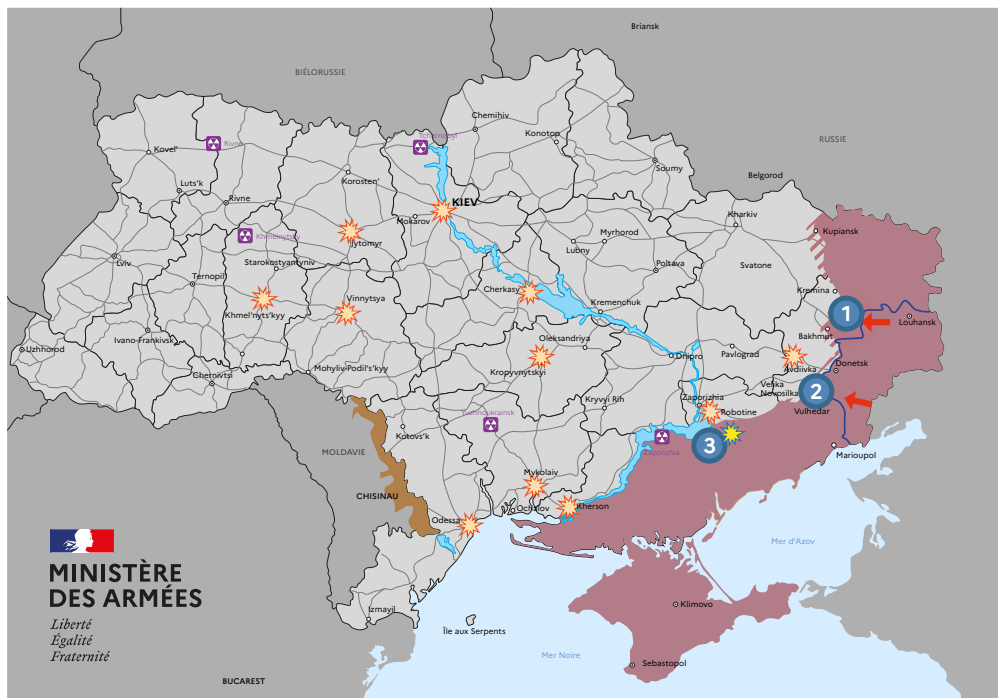 Briansk
BIÉLORUSSIE
RUSSIE
Chernihiv
Tchernobyl
Konotop
Rivne
Kovel'
Soumy
Belgorod
Korosten'
Luts'k
Rivne
KIEV
Kharkiv
Mokarov
Kupiansk
Khmelnytsky
Jytomyr
Myrhorod
Lubny
Lviv
Starokostyantyniv
Poltava
Svatone
Ternopil
Cherkasy
Kremina
Vinnytsya
Kremenchuk
Khmel'nyts'kyy
1
Louhansk
Bakhmut
Ivano-Frankivsk
Oleksandriya
Uzhhorod
Dnipro
Pavlograd
Mohyliv-Podil's'kyy
Kropyvnytskyi
Avdiivka
Donetsk
Chernivtsi
Velika
Novosilka
2
Kryvyi Rih
Zaporizhia
Yuzhnoukrainsk
Robotine
Vulhedar
Kotovs'k
3
MOLDAVIE
Zaporizhia
Marioupol
Mykolaiv
CHISINAU
Ochakov
Kherson
Odessa
Mer d'Azov
MINISTÈRE
DES ARMÉES
Liberté
Égalité
Fraternité
Izmayil
Klimovo
Île aux Serpents
Mer Noire
Sebastopol
BUCAREST